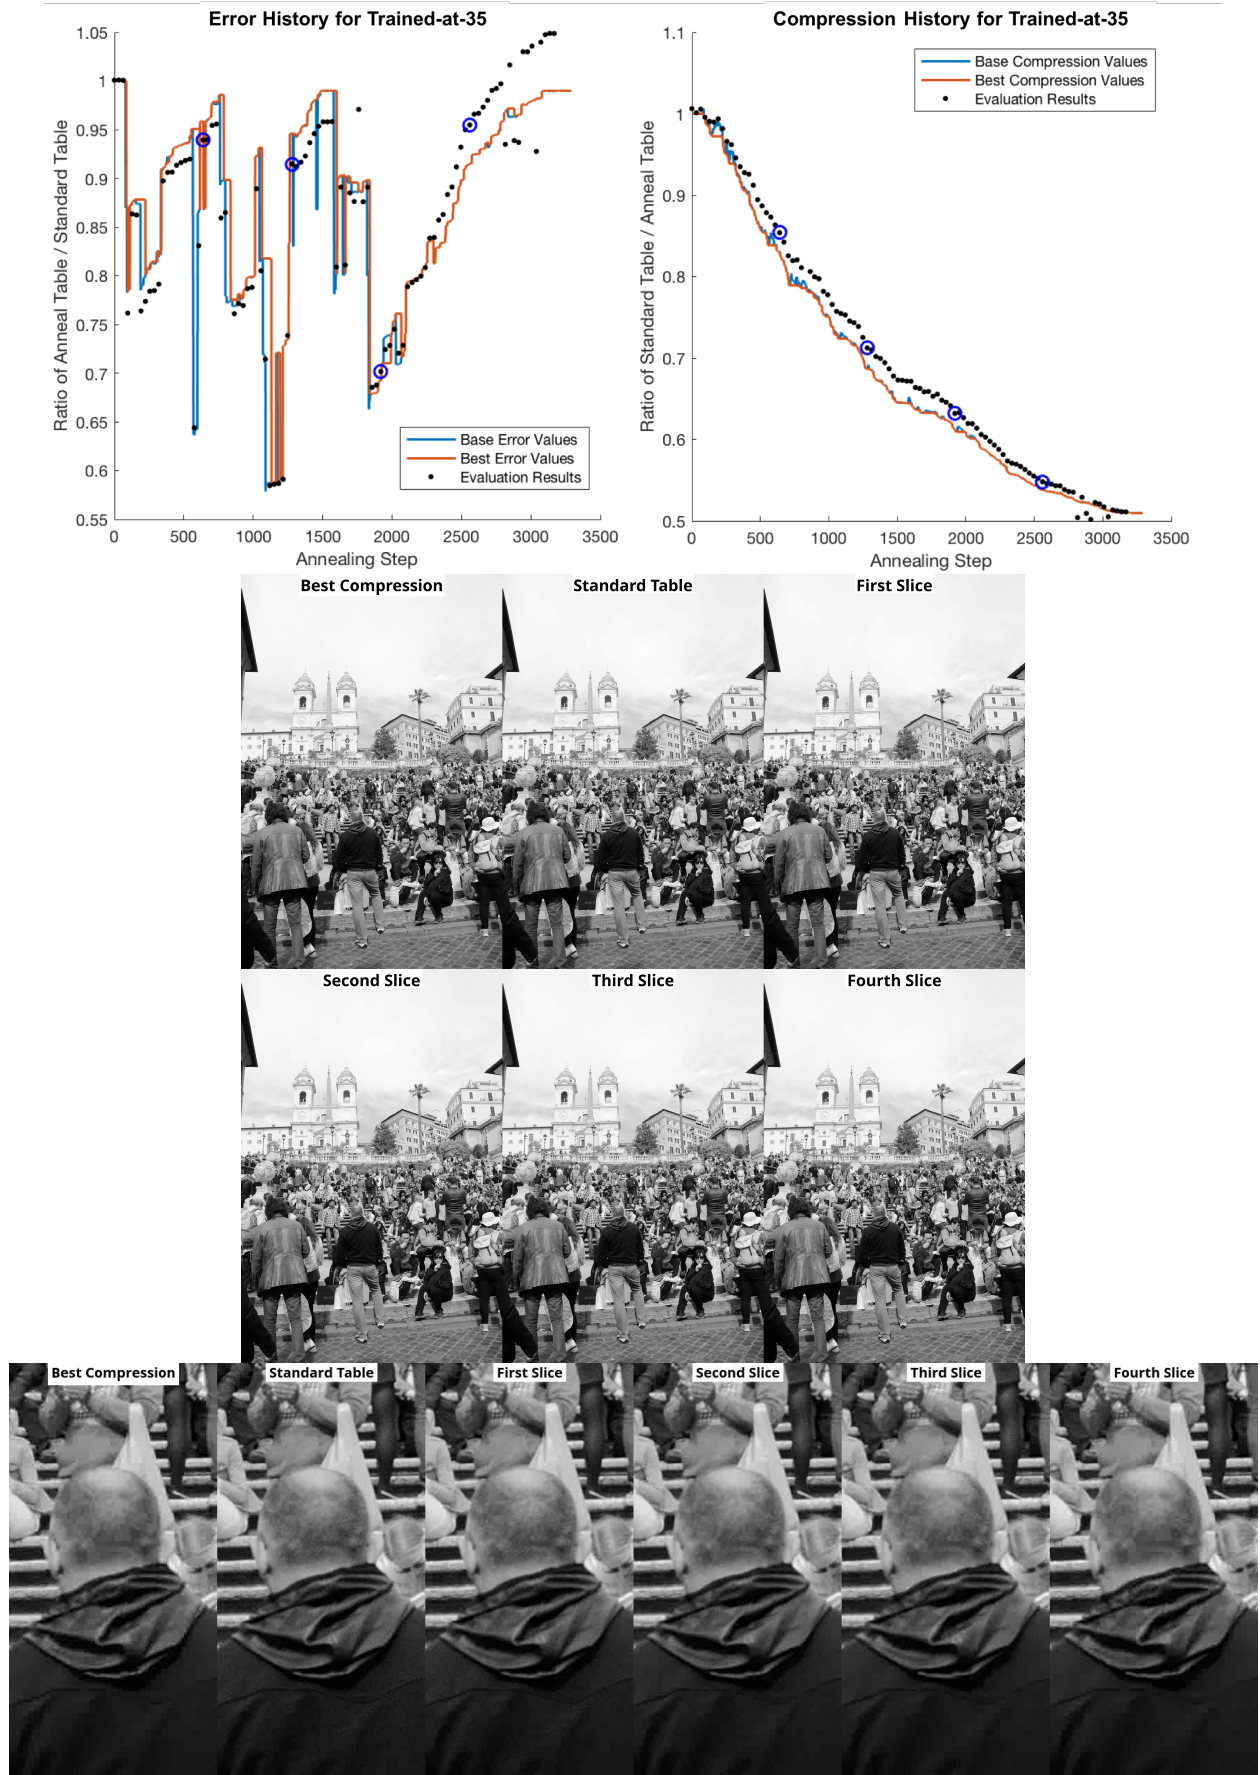 Error History for Trained-at-35
1.05
1
0.95
0.9
0.85
0.8
0.75
0.7
0.65
0.6
0.55
Ratio of Anneal Table / Standard Table
Base Error Values
Best Error Values
Evaluation Results
0 500 1000 1500 2000 2500 3000 3500
Annealing Step
Compression History for Trained-at-35
1.1
1
0.9
0.8
0.7
0.6
0.5
Ratio of Standard Table / Anneal Table
Base Compression Values
Best Compression Values
Evaluation Results
0 500 1000 1500 2000 2500 3000 3500
Annealing Step
Best Compression Standard Table First Slice
Second Slice Third Slice Fourth Slice
Best Compression Standard Table First Slice Second Slice Third Slice Fourth Slice